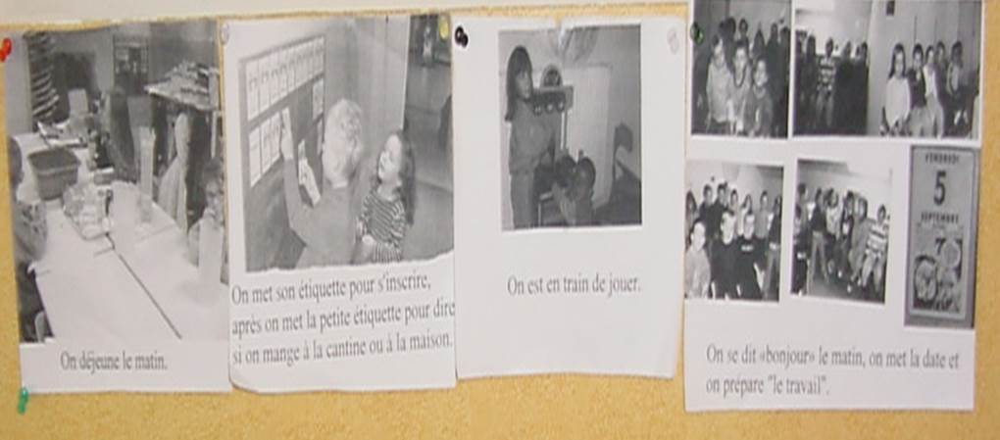 On déjeune le matin.
On met son étiquette pour s'inscrire,
après on met la petite étiquette pour dire
si on mange à la cantine ou à la maison.
On est en train de jouer.
VENDREDI
5
SEPTEMBRE
On se dit «bonjour» le matin, on met la date et
on prépare "le travail".